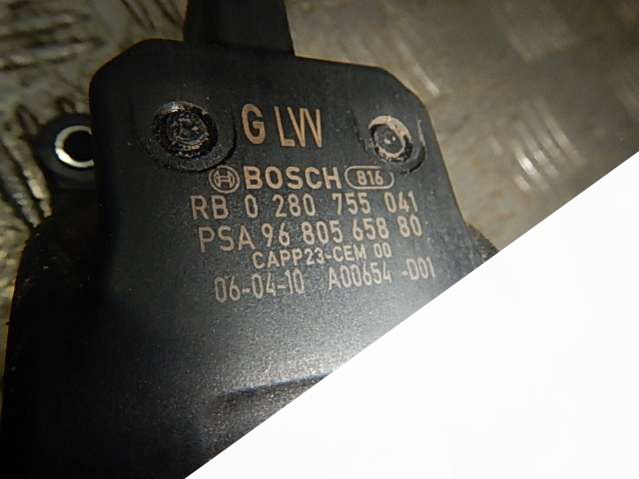 G LW
BOSCH 816
RB 0 280 755 041
PSA 96 805 658 80
CAPP23-CEM 00
06-04-10 A00654-D01